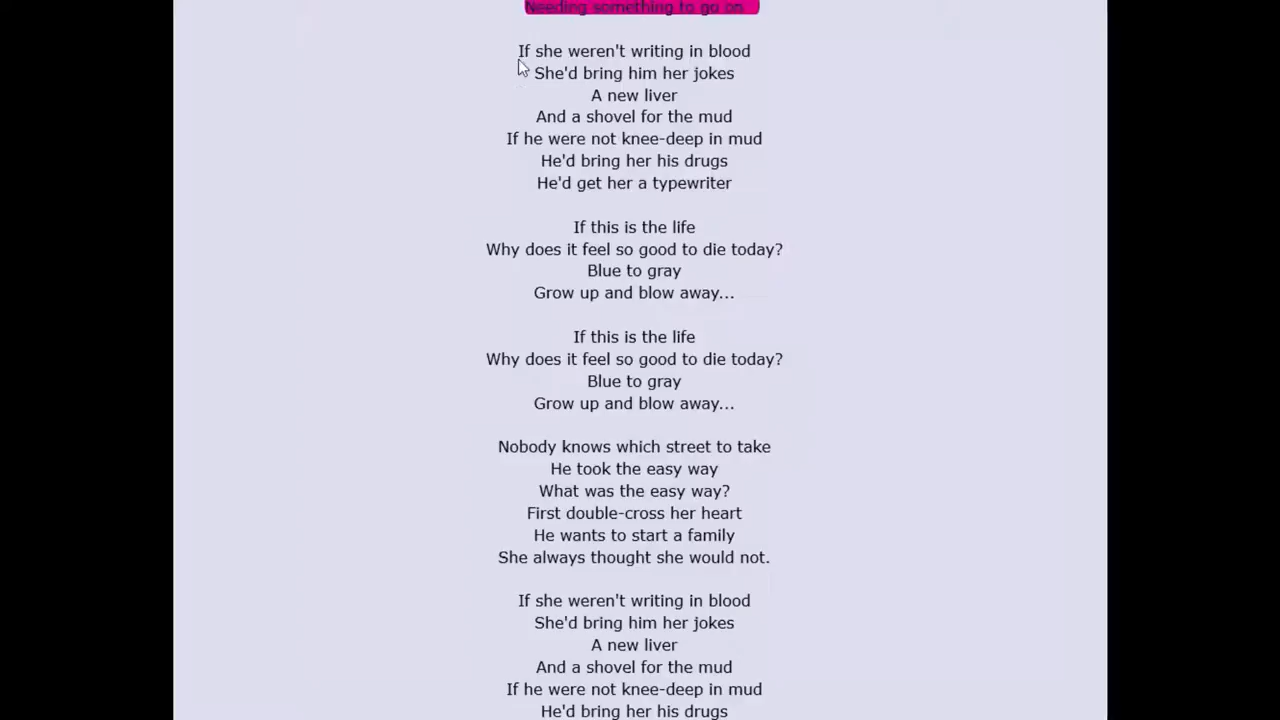 Needing something to go on
If she weren't writing in blood
She'd bring him her jokes
A new liver
And a shovel for the mud
If he were not knee-deep in mud
He'd bring her his drugs
He'd get her a typewriter
If this is the life
Why does it feel so good to die today?
Blue to gray
Grow up and blow away...
If this is the life
Why does it feel so good to die today?
Blue to gray
Grow up and blow away...
Nobody knows which street to take
He took the easy way
What was the easy way?
First double-cross her heart
He wants to start a family
She always thought she would not.
If she weren't writing in blood
She'd bring him her jokes
A new liver
And a shovel for the mud
If he were not knee-deep in mud
He'd bring her his drugs